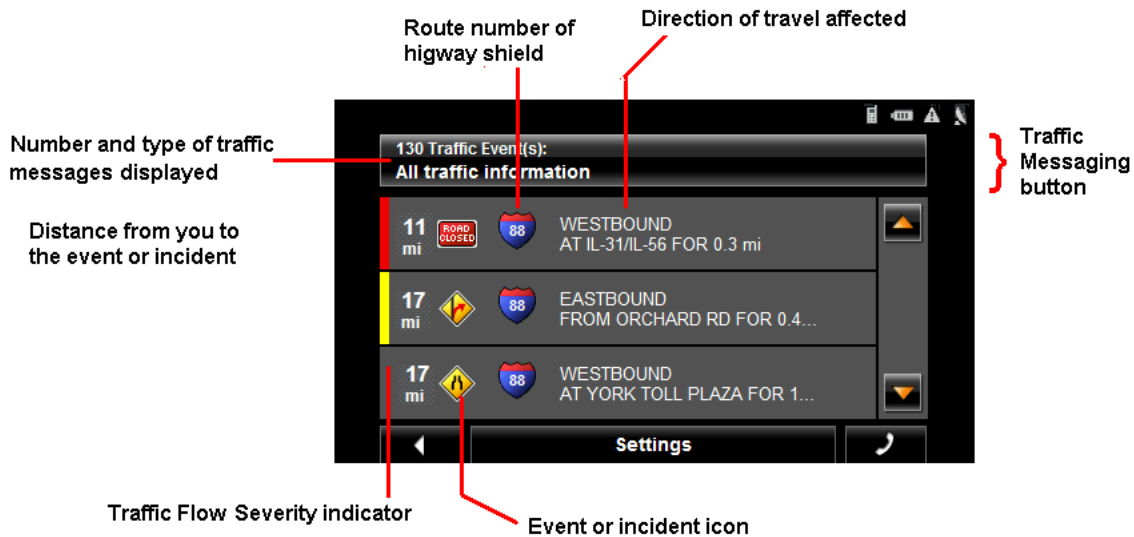 Route number of
higway shield
Direction of travel affected
Number and type of traffic
messages displayed
130 Traffic Event(s):
All traffic information
Traffic
Messaging
button
Distance from you to
the event or incident
11
mi
ROAD
CLOSED
88
WESTBOUND
AT IL-31/IL-56 FOR 0.3 mi
17
mi
88
EASTBOUND
FROM ORCHARD RD FOR 0.4...
17
mi
88
WESTBOUND
AT YORK TOLL PLAZA FOR 1...
Settings
Traffic Flow Severity indicator
Event or incident icon